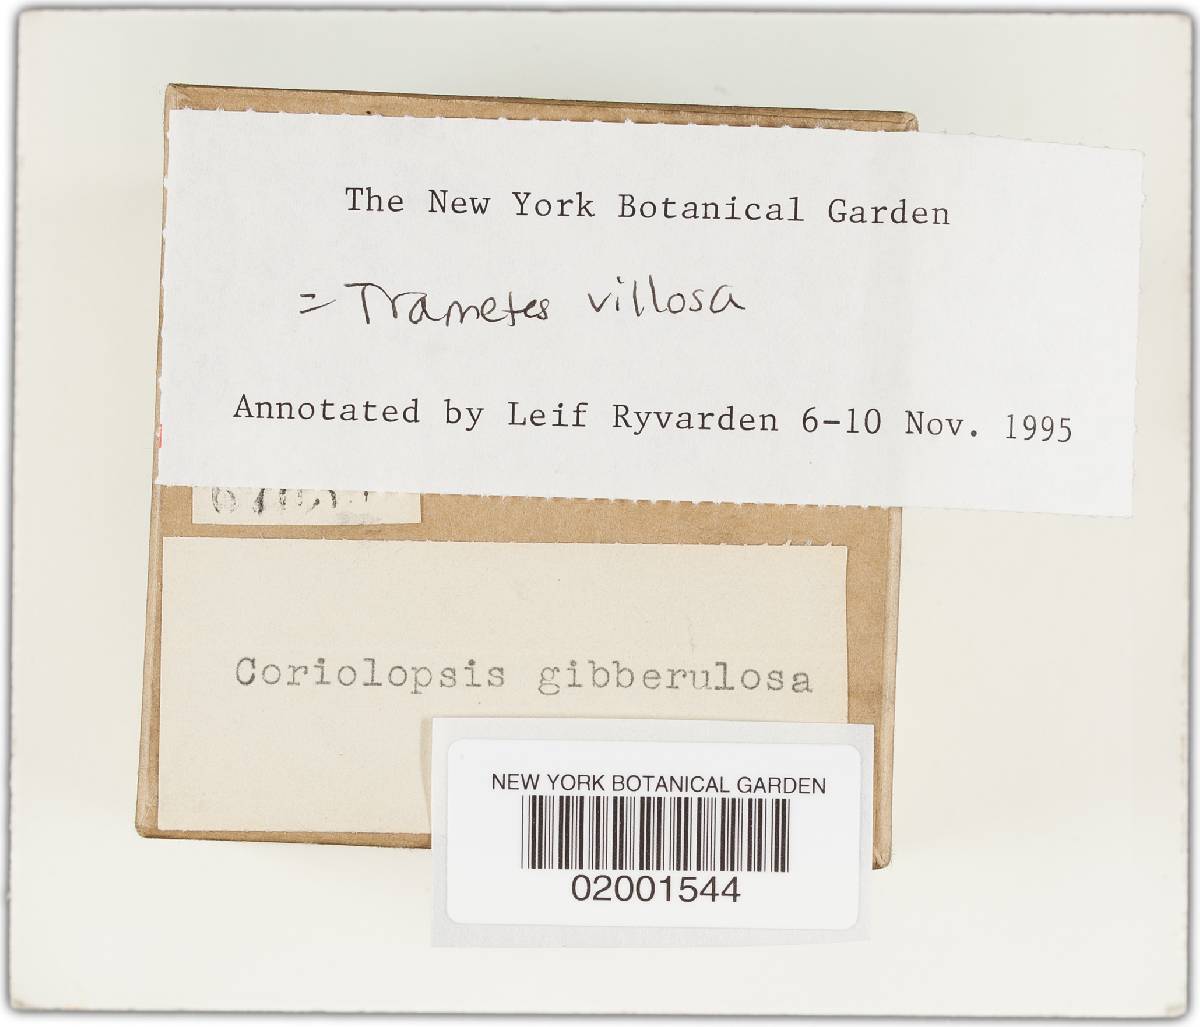 The New York Botanical Garden
= Trametes villosa
Annotated by Leif Ryvarden 6-10 Nov. 1995
Coriolopsis gibberulosa
NEW YORK BOTANICAL GARDEN
02001544